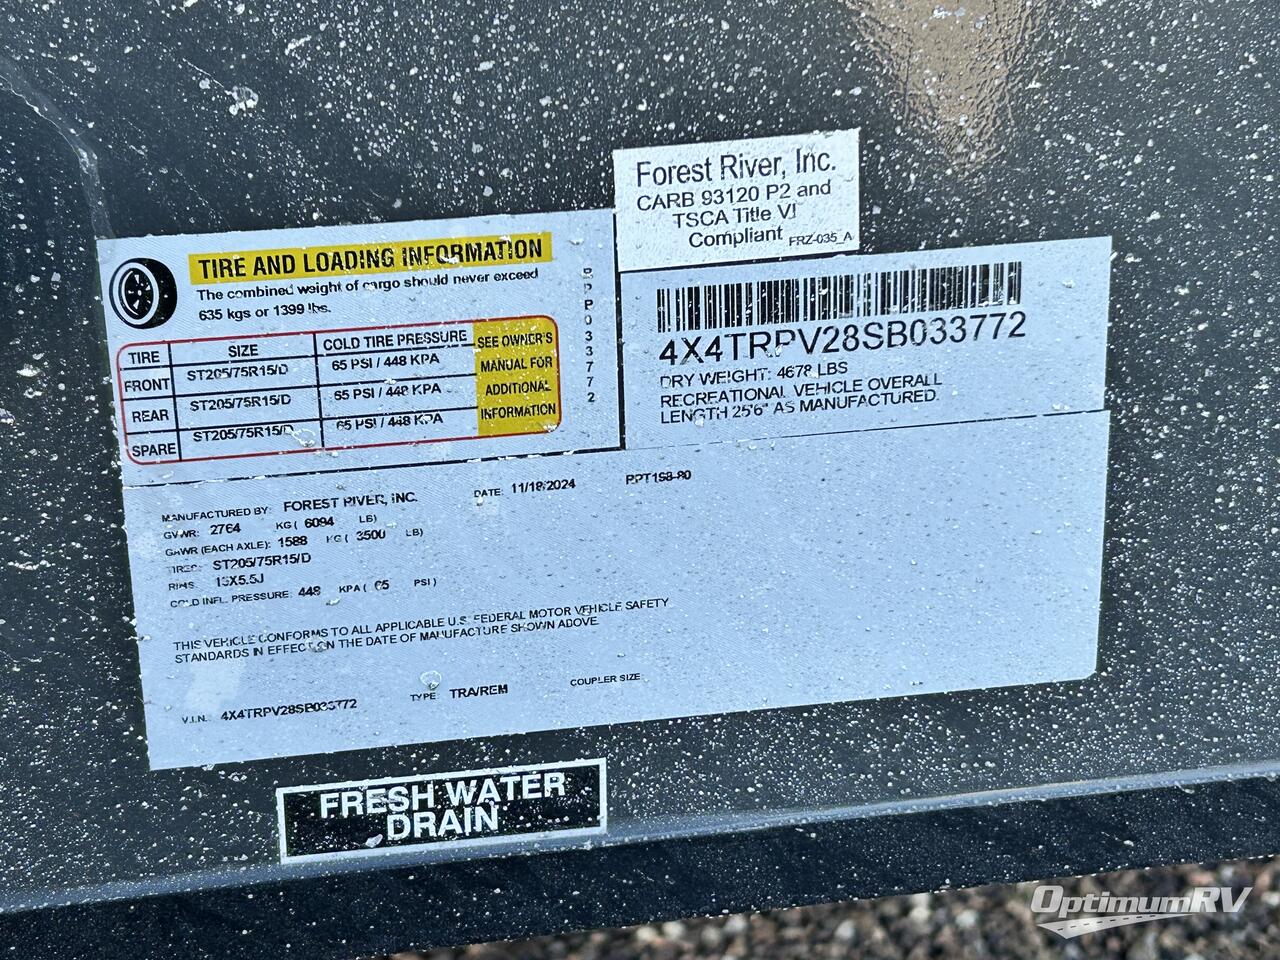 Forest River, Inc.
CARB 93120 P2 and
TSCA Title VI
Compliant FRZ-035_A
TIRE AND LOADING INFORMATION
The combined weight of cargo should never exceed
635 kgs or 1399 lbs.
TIRE SIZE COLD TIRE PRESSURE
FRONT ST205/75R15/D 65 PSI / 448 KPA
REAR ST205/75R15/D 65 PSI / 448 KPA
SPARE ST205/75R15/D 65 PSI / 448 KPA
SEE OWNER'S
MANUAL FOR
ADDITIONAL
INFORMATION
4X4TRPV28SB033772
DRY WEIGHT: 4678 LBS
RECREATIONAL VEHICLE OVERALL
LENGTH 25'6" AS MANUFACTURED.
MANUFACTURED BY: FOREST RIVER, INC. DATE: 11/18/2024
GVWR: 2764 KG ( 6094 LB)
GAWR (EACH AXLE): 1588 KG ( 3500 LB)
TIRES: ST205/75R15/D
RIMS 15X5.5J
COLD INFL. PRESSURE: 448 KPA ( 65 PSI )
THIS VEHICLE CONFORMS TO ALL APPLICABLE U.S. FEDERAL MOTOR VEHICLE SAFETY
STANDARDS IN EFFECT ON THE DATE OF MANUFACTURE SHOWN ABOVE.
V.I.N. 4X4TRPV28SB033772 TYPE TRA/REM COUPLER SIZE
FRESH WATER
DRAIN
OptimumRV